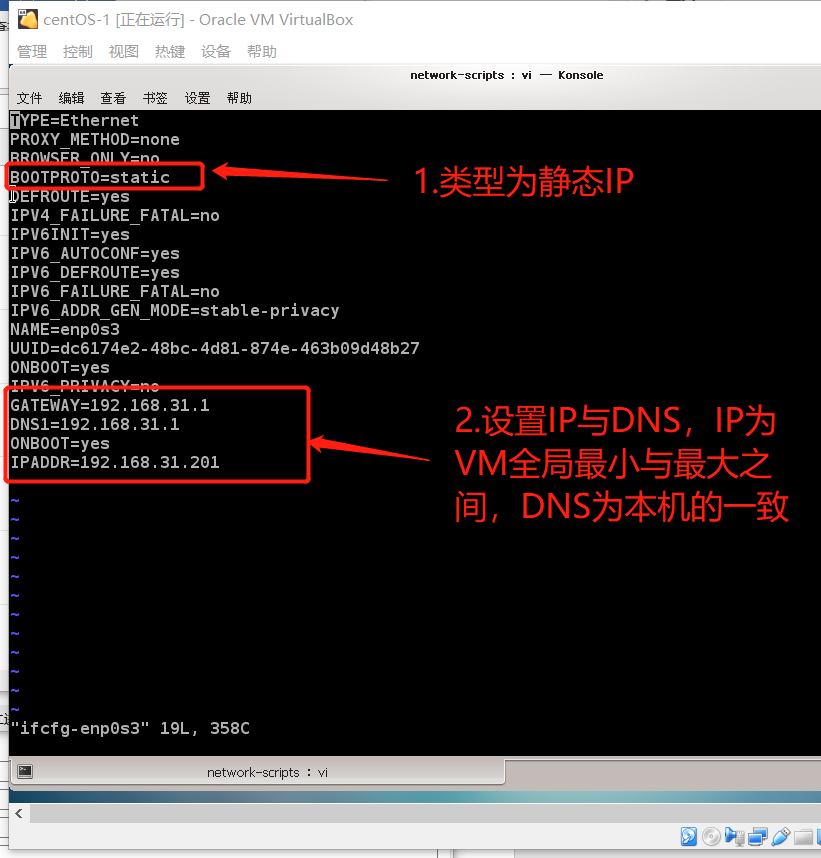 centOS-1 [正在运行] - Oracle VM VirtualBox
管理 控制 视图 热键 设备 帮助
network-scripts : vi — Konsole
文件 编辑 查看 书签 设置 帮助
TYPE=Ethernet
PROXY_METHOD=none
BROWSER_ONLY=no
BOOTPROTO=static
1.类型为静态IP
DEFROUTE=yes
IPV4_FAILURE_FATAL=no
IPV6INIT=yes
IPV6_AUTOCONF=yes
IPV6_DEFROUTE=yes
IPV6_FAILURE_FATAL=no
IPV6_ADDR_GEN_MODE=stable-privacy
NAME=enp0s3
UUID=dc6174e2-48bc-4d81-874e-463b09d48b27
ONBOOT=yes
IPV6_PRIVACY=no
GATEWAY=192.168.31.1
DNS1=192.168.31.1
ONBOOT=yes
IPADDR=192.168.31.201
2.设置IP与DNS，IP为
VM全局最小与最大之
间，DNS为本机的一致
~
~
~
~
~
~
~
~
~
~
~
~
"ifcfg-enp0s3" 19L, 358C
network-scripts : vi